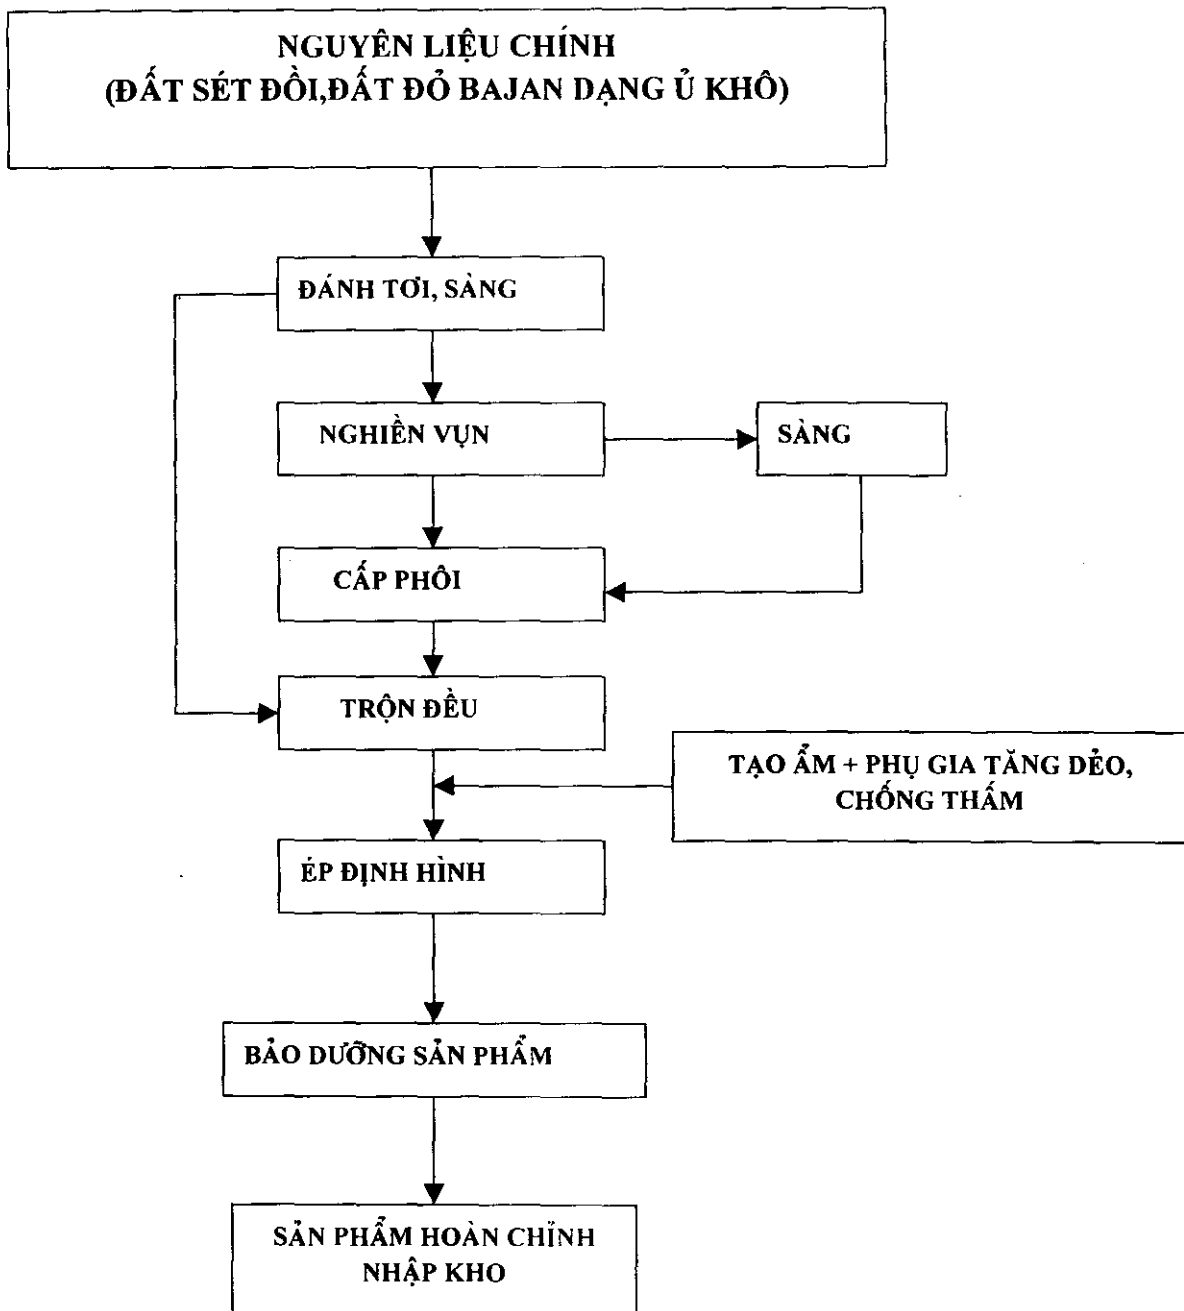 NGUYÊN LIỆU CHÍNH
(ĐẤT SÉT ĐỒI,ĐẤT ĐỎ BAJAN DẠNG Ủ KHÔ)
ĐÁNH TƠI, SÀNG
NGHIỀN VỤN
SÀNG
CẤP PHÔI
TRỘN ĐỀU
TẠO ẨM + PHỤ GIA TĂNG DẺO,
CHỐNG THẤM
ÉP ĐỊNH HÌNH
BẢO DƯỠNG SẢN PHẨM
SẢN PHẨM HOÀN CHỈNH
NHẬP KHO